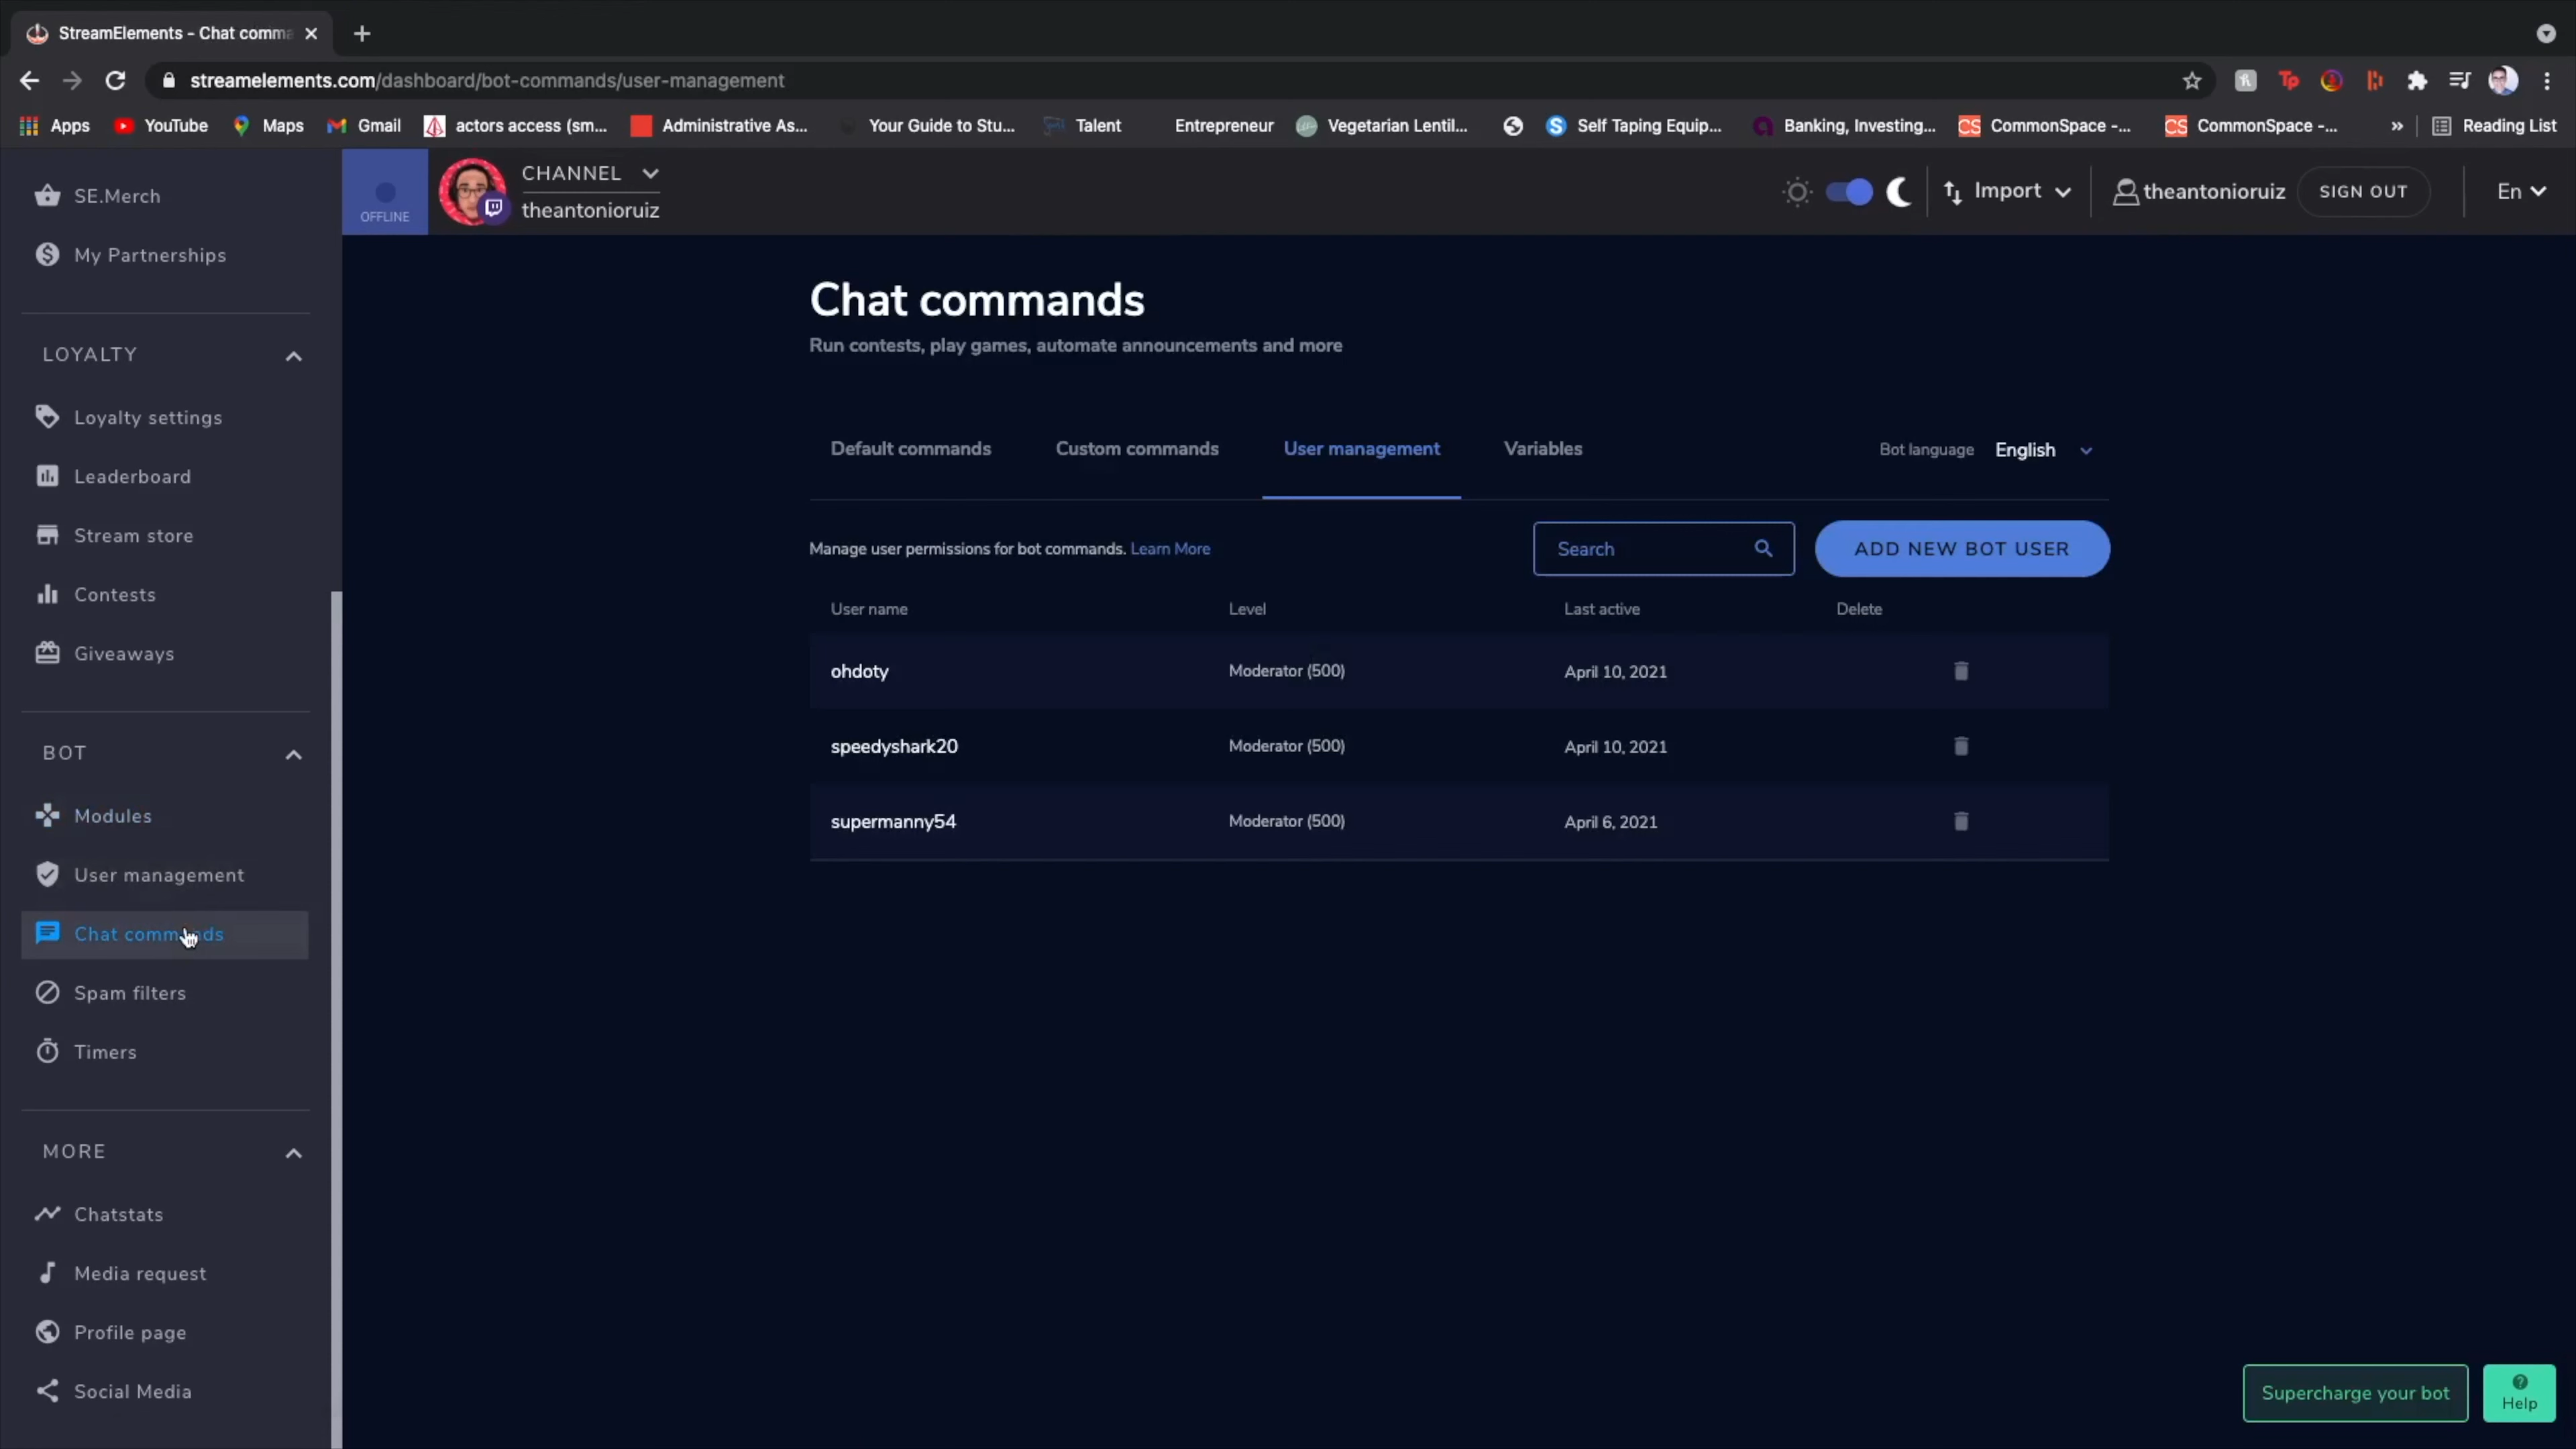 StreamElements - Chat comma
streamelements.com/dashboard/bot-commands/user-management
Apps YouTube Maps Gmail actors access (sm... Administrative As... Your Guide to Stu... Talent Entrepreneur Vegetarian Lentil... Self Taping Equip... Banking, Investing... CommonSpace -... CommonSpace -... » Reading List
SE.Merch
My Partnerships
LOYALTY
Loyalty settings
Leaderboard
Stream store
Contests
Giveaways
BOT
Modules
User management
Chat commands
Spam filters
Timers
MORE
Chatstats
Media request
Profile page
Social Media
OFFLINE
CHANNEL
theantonioruiz
Import
theantonioruiz
SIGN OUT
En
Chat commands
Run contests, play games, automate announcements and more
Default commands Custom commands User management Variables Bot language English
Manage user permissions for bot commands. Learn More Search ADD NEW BOT USER
User name Level Last active Delete
ohdoty Moderator (500) April 10, 2021
speedyshark20 Moderator (500) April 10, 2021
supermanny54 Moderator (500) April 6, 2021
Supercharge your bot
Help